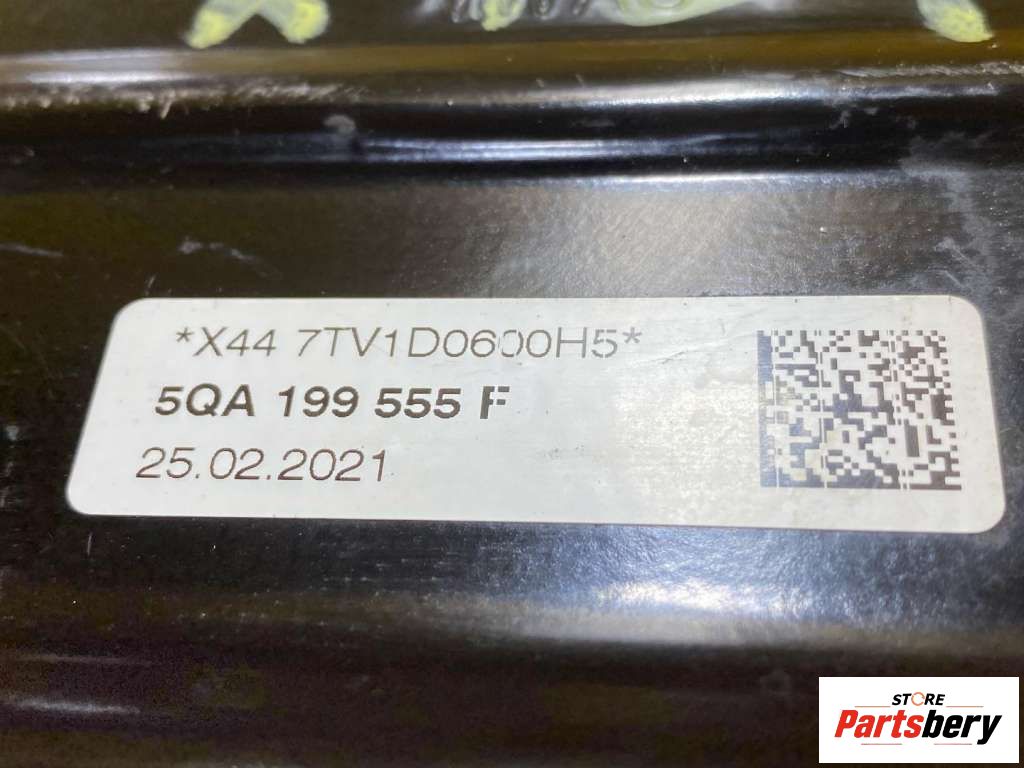 *X44 7TV1D0600H5*
5QA 199 555 F
25.02.2021
STORE
Partsbery